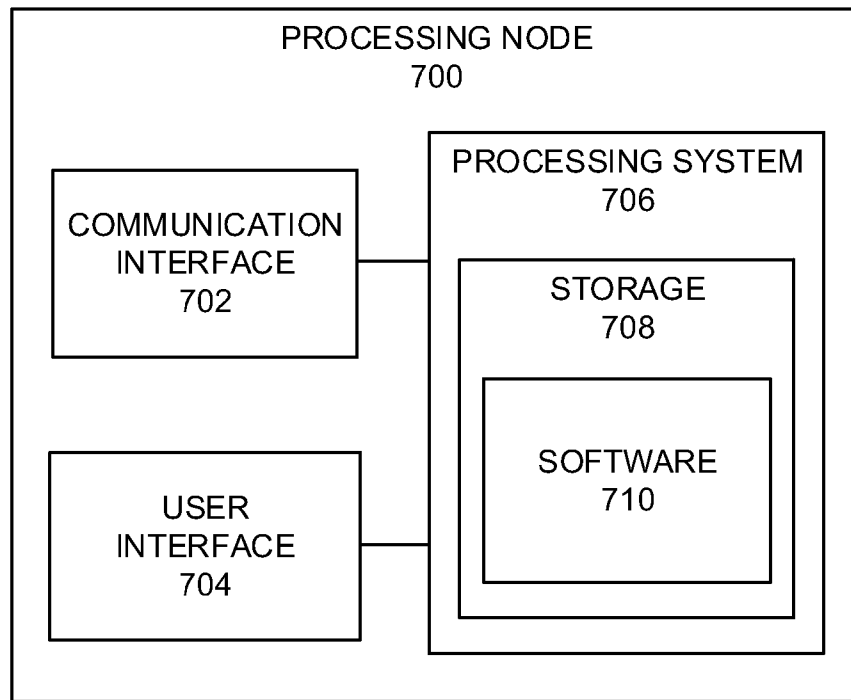 PROCESSING NODE
700
COMMUNICATION
INTERFACE
702
USER
INTERFACE
704
PROCESSING SYSTEM
706
STORAGE
708
SOFTWARE
710